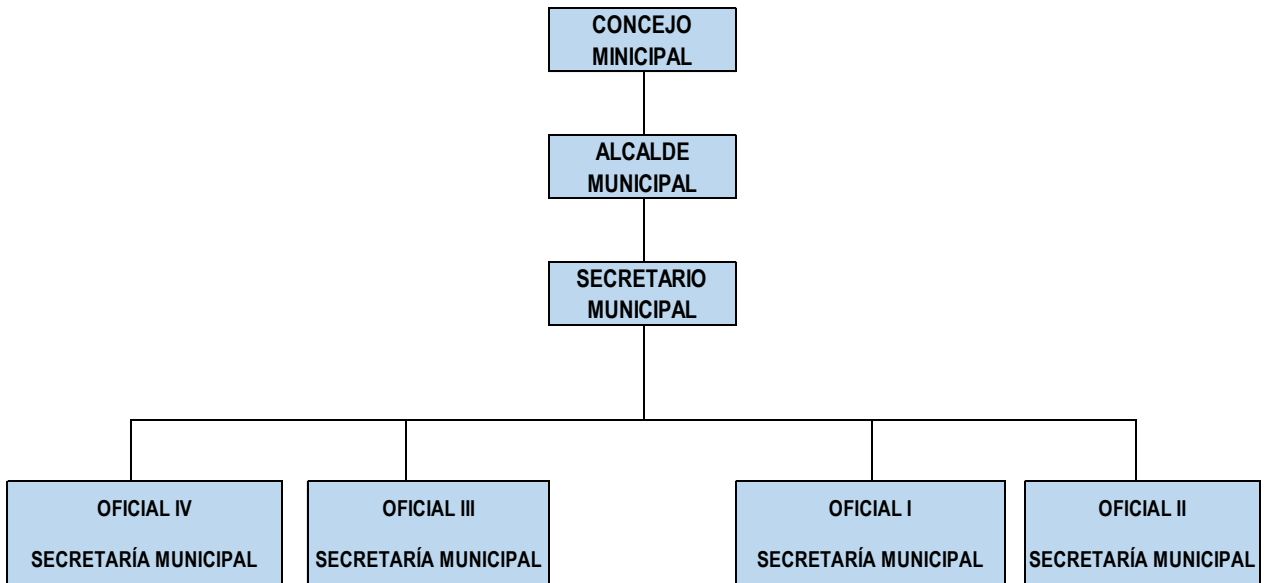 CONCEJO
MINICIPAL
ALCALDE
MUNICIPAL
SECRETARIO
MUNICIPAL
OFICIAL IV
SECRETARÍA MUNICIPAL
OFICIAL III
SECRETARÍA MUNICIPAL
OFICIAL I
SECRETARÍA MUNICIPAL
OFICIAL II
SECRETARÍA MUNICIPAL